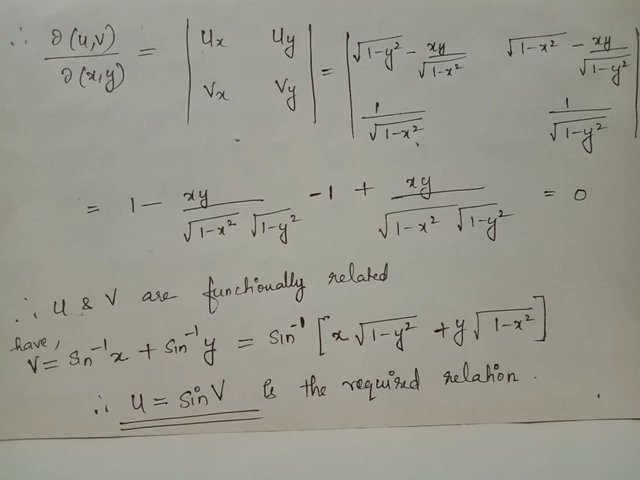 ∴ ∂(u,v)/∂(x,y) = | ux uy ; vx vy | = | √(1-y²) - xy/√(1-x²)   √(1-x²) - xy/√(1-y²) ; 1/√(1-x²)   1/√(1-y²) |
= 1 - xy/(√(1-x²) √(1-y²)) - 1 + xy/(√(1-x²) √(1-y²)) = 0
∴ u & v are functionally related
have,
v = sin⁻¹x + sin⁻¹y = sin⁻¹[x√(1-y²) + y√(1-x²)]
∴ u = sin v is the required relation.